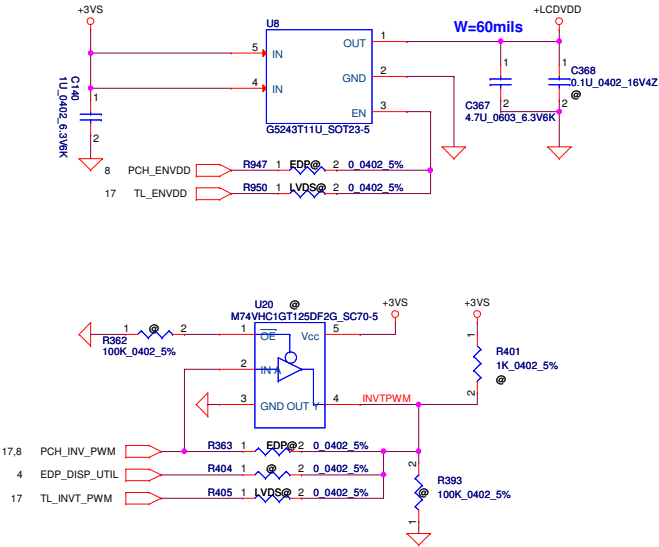 +3VS
+LCDVDD
U8
W=60mils
5 IN OUT 1
4 IN GND 2
EN 3
G5243T11U_SOT23-5
C140
1U_0402_6.3V6K
1
2
1
2
C367
4.7U_0603_6.3V6K
1
2
C368
0.1U_0402_16V4Z
@
8 PCH_ENVDD R947 1 EDP@ 2 0_0402_5%
17 TL_ENVDD R950 1 LVDS@ 2 0_0402_5%
U20 @
M74VHC1GT125DF2G_SC70-5
+3VS
+3VS
1 @ 2
R362
100K_0402_5%
1 OE Vcc 5
2 IN A
3 GND OUT Y 4
INVTPWM
1
2
R401
1K_0402_5%
@
17,8 PCH_INV_PWM R363 1 EDP@ 2 0_0402_5%
4 EDP_DISP_UTIL R404 1 @ 2 0_0402_5%
17 TL_INVT_PWM R405 1 LVDS@ 2 0_0402_5%
2
1
R393
@
100K_0402_5%